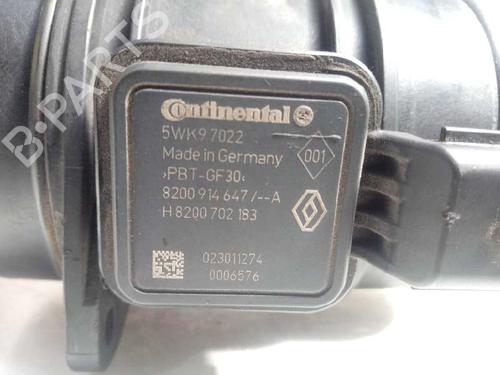 B-PARTS
Continental
5WK9 7022
Made in Germany
001
›PBT-GF30‹
8200 914 647/--A
H 8200 702 183
023011274
0006576